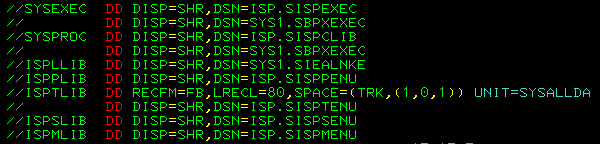 //SYSEXEC  DD DISP=SHR,DSN=ISP.SISPEXEC
//         DD DISP=SHR,DSN=SYS1.SBPXEXEC
//SYSPROC  DD DISP=SHR,DSN=ISP.SISPCLIB
//         DD DISP=SHR,DSN=SYS1.SBPXEXEC
//ISPLLIB  DD DISP=SHR,DSN=SYS1.SIEALNKE
//ISPPLIB  DD DISP=SHR,DSN=ISP.SISPPENU
//ISPTLIB  DD RECFM=FB,LRECL=80,SPACE=(TRK,(1,0,1)) UNIT=SYSALLDA
//         DD DISP=SHR,DSN=ISP.SISPTENU
//ISPSLIB  DD DISP=SHR,DSN=ISP.SISPSENU
//ISPMLIB  DD DISP=SHR,DSN=ISP.SISPMENU